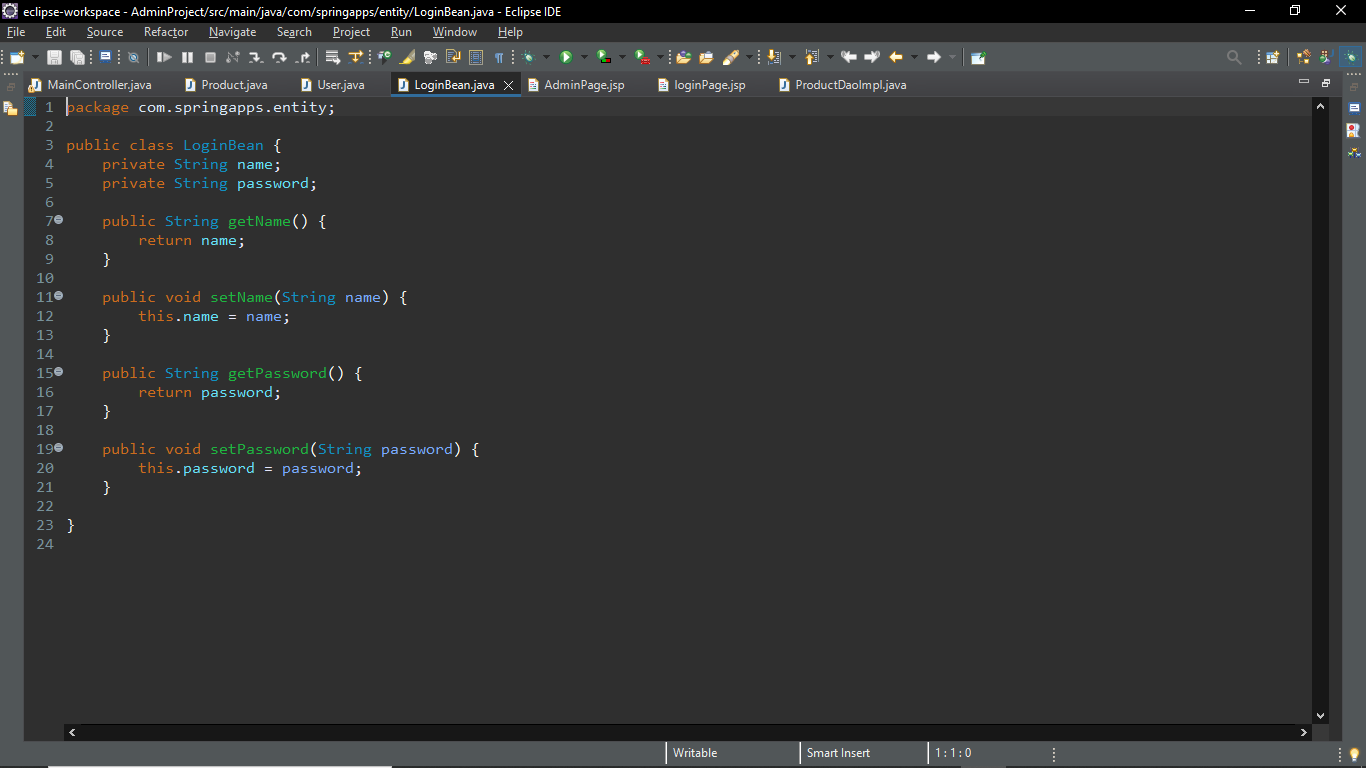 eclipse-workspace - AdminProject/src/main/java/com/springapps/entity/LoginBean.java - Eclipse IDE
File Edit Source Refactor Navigate Search Project Run Window Help
MainController.java Product.java User.java LoginBean.java AdminPage.jsp loginPage.jsp ProductDaoImpl.java
1 package com.springapps.entity;
2
3 public class LoginBean {
4     private String name;
5     private String password;
6
7     public String getName() {
8         return name;
9     }
10
11     public void setName(String name) {
12         this.name = name;
13     }
14
15     public String getPassword() {
16         return password;
17     }
18
19     public void setPassword(String password) {
20         this.password = password;
21     }
22
23 }
24
Writable Smart Insert 1 : 1 : 0